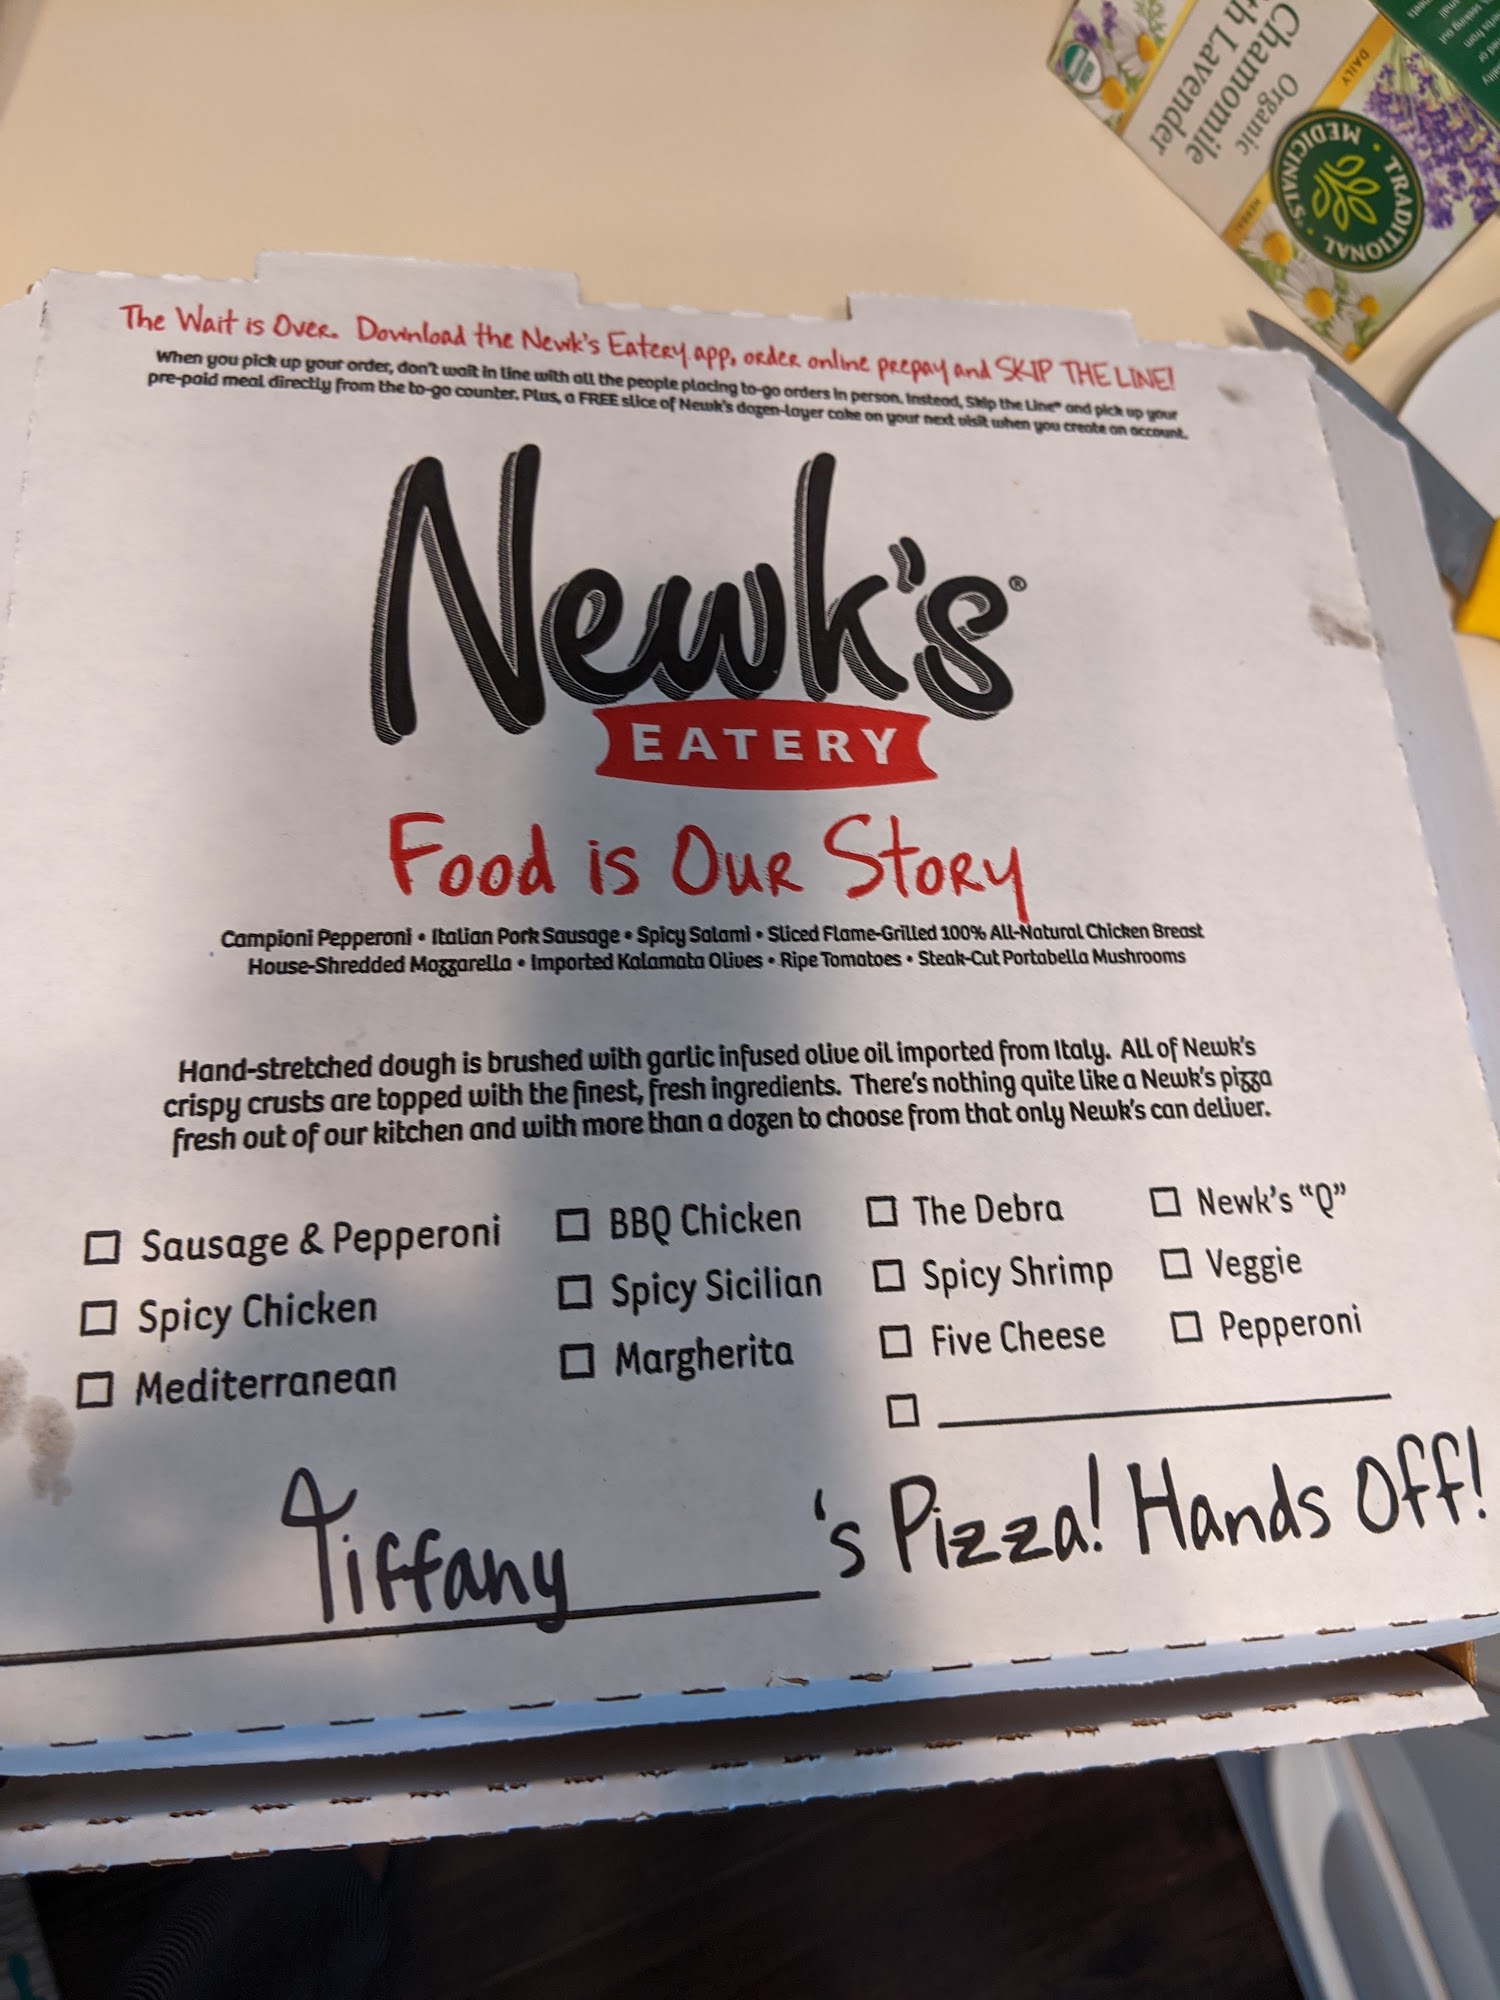 Chamomile
th Lavender
Organic
DAILY
HERBAL
TRADITIONAL
MEDICINALS
The Wait is Over. Download the Newk's Eatery app, order online prepay and SKIP THE LINE!
When you pick up your order, don't wait in line with all the people placing to-go orders in person. Instead, Skip the Line® and pick up your
pre-paid meal directly from the to-go counter. Plus, a FREE slice of Newk's dozen-layer cake on your next visit when you create an account.
Newk's®
EATERY
Food is Our Story
Campioni Pepperoni • Italian Pork Sausage • Spicy Salami • Sliced Flame-Grilled 100% All-Natural Chicken Breast
House-Shredded Mozzarella • Imported Kalamata Olives • Ripe Tomatoes • Steak-Cut Portabella Mushrooms
Hand-stretched dough is brushed with garlic infused olive oil imported from Italy. All of Newk's
crispy crusts are topped with the finest, fresh ingredients. There's nothing quite like a Newk's pizza
fresh out of our kitchen and with more than a dozen to choose from that only Newk's can deliver.
Sausage & Pepperoni BBQ Chicken The Debra Newk's "Q"
Spicy Chicken Spicy Sicilian Spicy Shrimp Veggie
Mediterranean Margherita Five Cheese Pepperoni
Tiffany 's Pizza! Hands Off!